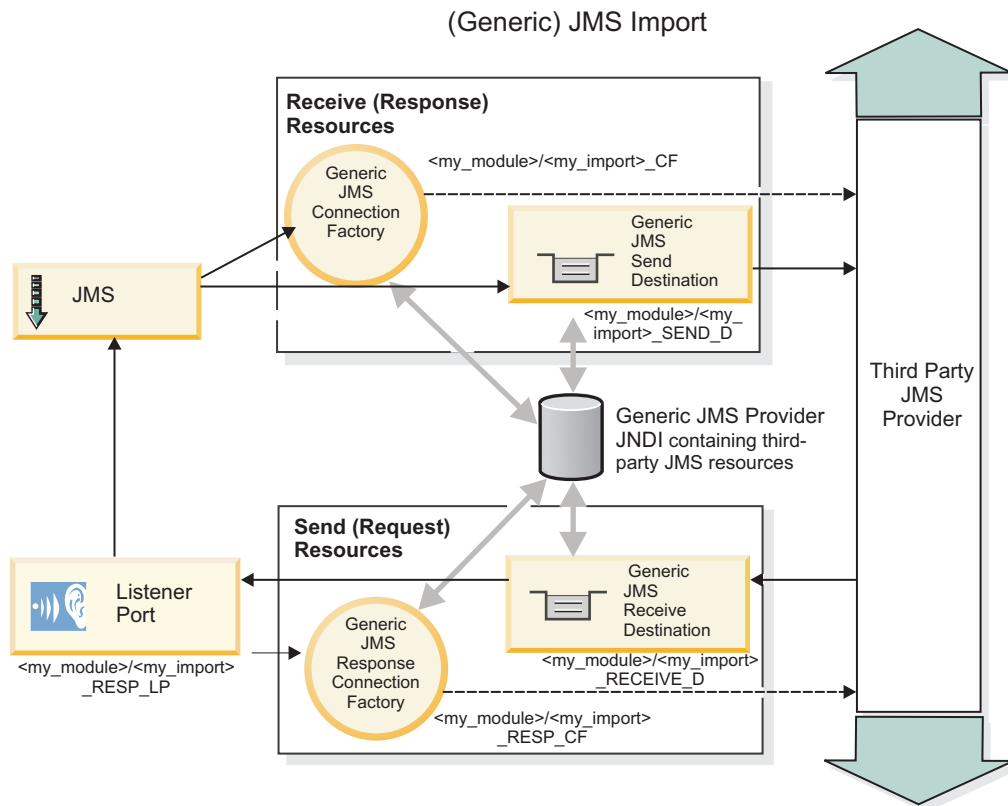 (Generic) JMS Import
Receive (Response)
Resources
<my_module>/<my_import>_CF
Generic
JMS
Connection
Factory
Generic
JMS
Send
Destination
JMS
<my_module>/<my_
import>_SEND_D
Third Party
JMS
Provider
Generic JMS Provider
JNDI containing third-
party JMS resources
Send (Request)
Resources
Listener
Port
Generic
JMS
Receive
Destination
Generic
JMS
Response
Connection
Factory
<my_module>/<my_import>
_RESP_LP
<my_module>/<my_import>
_RECEIVE_D
<my_module>/<my_import>
_RESP_CF